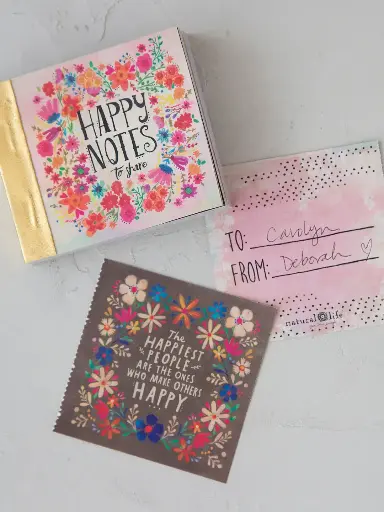 HAPPY
NOTES
to share
TO: Carolyn
FROM: Deborah
natural life
The
HAPPIEST
PEOPLE
ARE THE ONES
WHO MAKE OTHERS
HAPPY